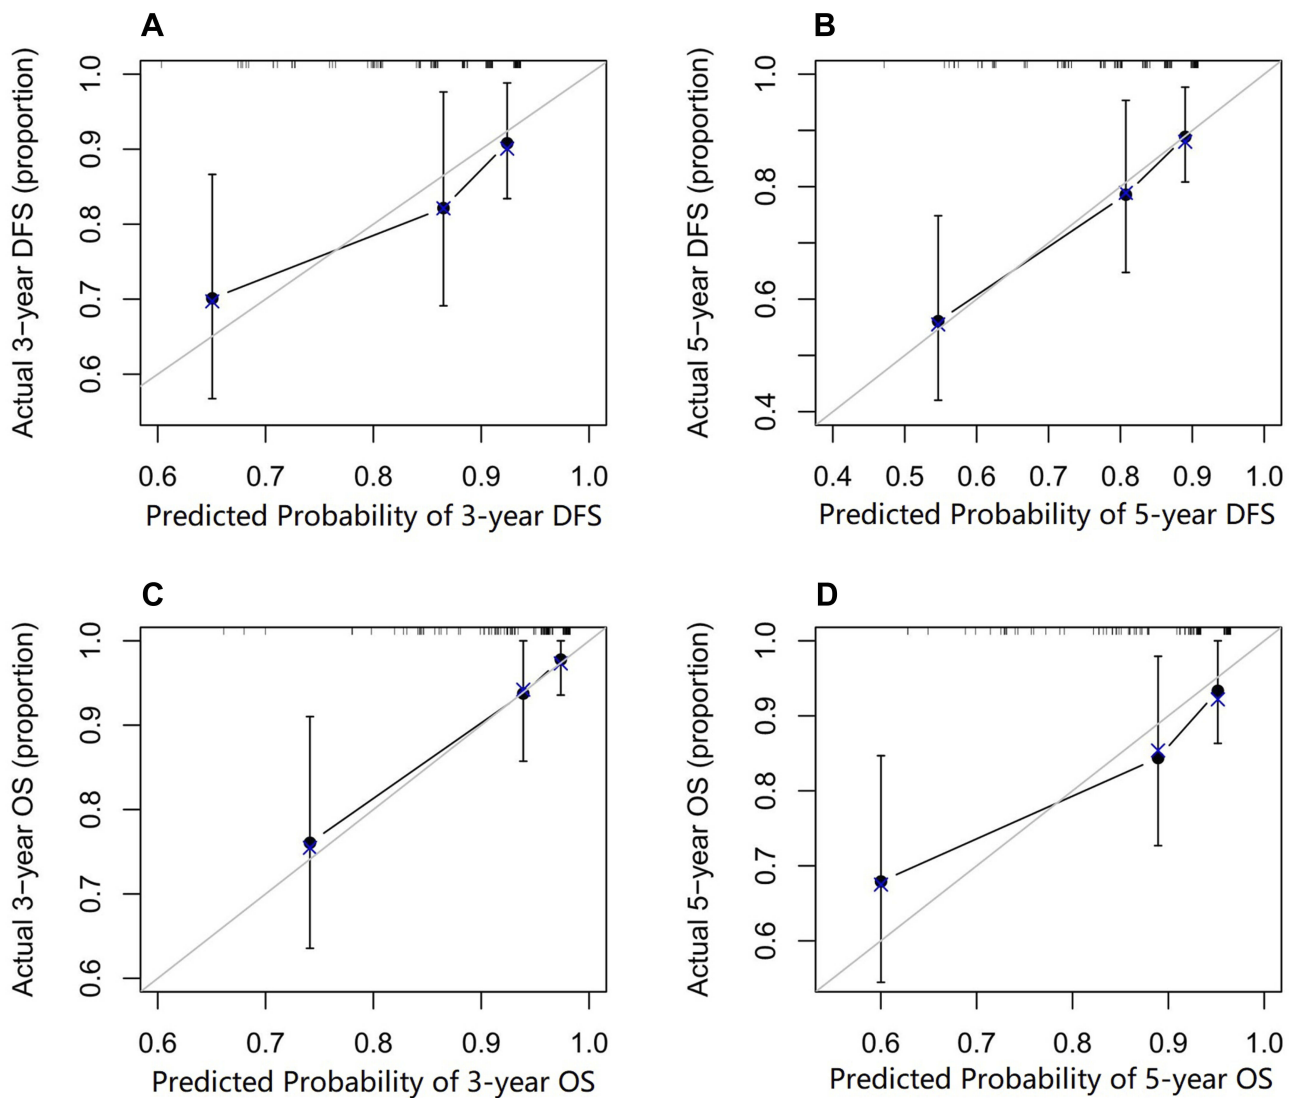 A
Actual 3−year DFS (proportion)
1.0
0.9
0.8
0.7
0.6
0.6 0.7 0.8 0.9 1.0
Predicted Probability of 3-year DFS
B
Actual 5−year DFS (proportion)
1.0
0.8
0.6
0.4
0.4 0.5 0.6 0.7 0.8 0.9 1.0
Predicted Probability of 5-year DFS
C
Actual 3−year OS (proportion)
1.0
0.9
0.8
0.7
0.6
0.6 0.7 0.8 0.9 1.0
Predicted Probability of 3-year OS
D
Actual 5−year OS (proportion)
1.0
0.9
0.8
0.7
0.6
0.6 0.7 0.8 0.9 1.0
Predicted Probability of 5-year OS